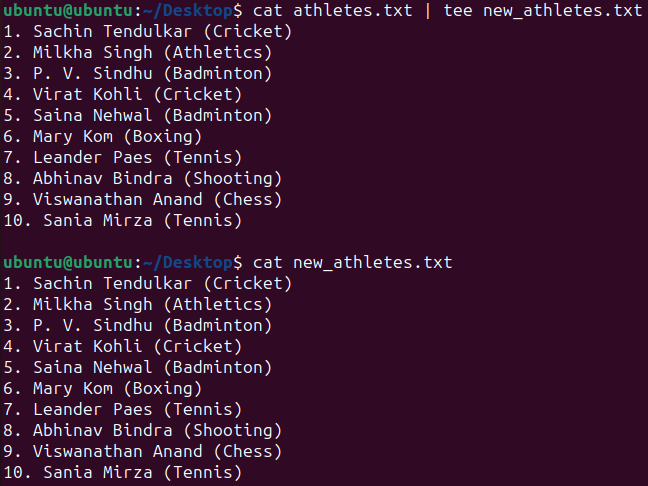 ubuntu@ubuntu:~/Desktop$ cat athletes.txt | tee new_athletes.txt
1. Sachin Tendulkar (Cricket)
2. Milkha Singh (Athletics)
3. P. V. Sindhu (Badminton)
4. Virat Kohli (Cricket)
5. Saina Nehwal (Badminton)
6. Mary Kom (Boxing)
7. Leander Paes (Tennis)
8. Abhinav Bindra (Shooting)
9. Viswanathan Anand (Chess)
10. Sania Mirza (Tennis)
ubuntu@ubuntu:~/Desktop$ cat new_athletes.txt
1. Sachin Tendulkar (Cricket)
2. Milkha Singh (Athletics)
3. P. V. Sindhu (Badminton)
4. Virat Kohli (Cricket)
5. Saina Nehwal (Badminton)
6. Mary Kom (Boxing)
7. Leander Paes (Tennis)
8. Abhinav Bindra (Shooting)
9. Viswanathan Anand (Chess)
10. Sania Mirza (Tennis)